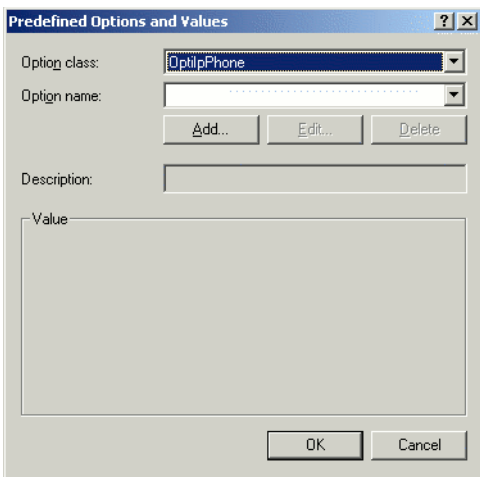 Predefined Options and Values
Option class: OptiIpPhone
Option name:
Add... Edit... Delete
Description:
Value
OK Cancel